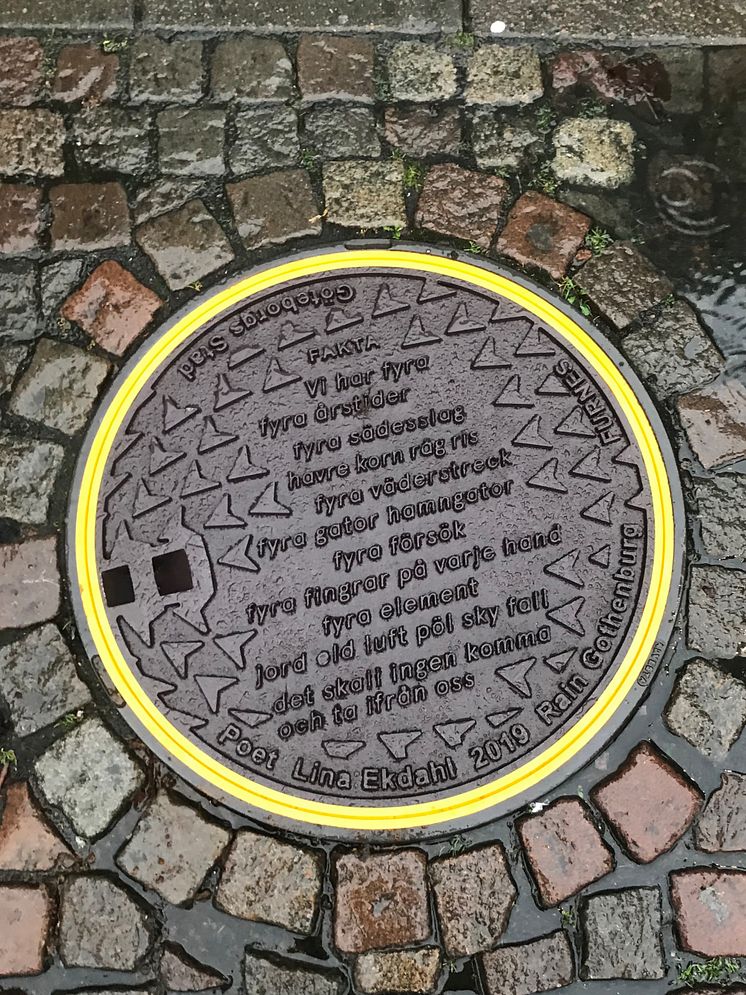 Göteborgs Stad
FURNES
FAKTA
Vi har fyra
fyra årstider
fyra sädesslag
havre korn råg ris
fyra väderstreck
fyra gator hamngator
fyra försök
fyra fingrar på varje hand
fyra element
jord eld luft pöl sky fall
det skall ingen komma
och ta ifrån oss
Poet Lina Ekdahl 2019 Rain Gothenburg